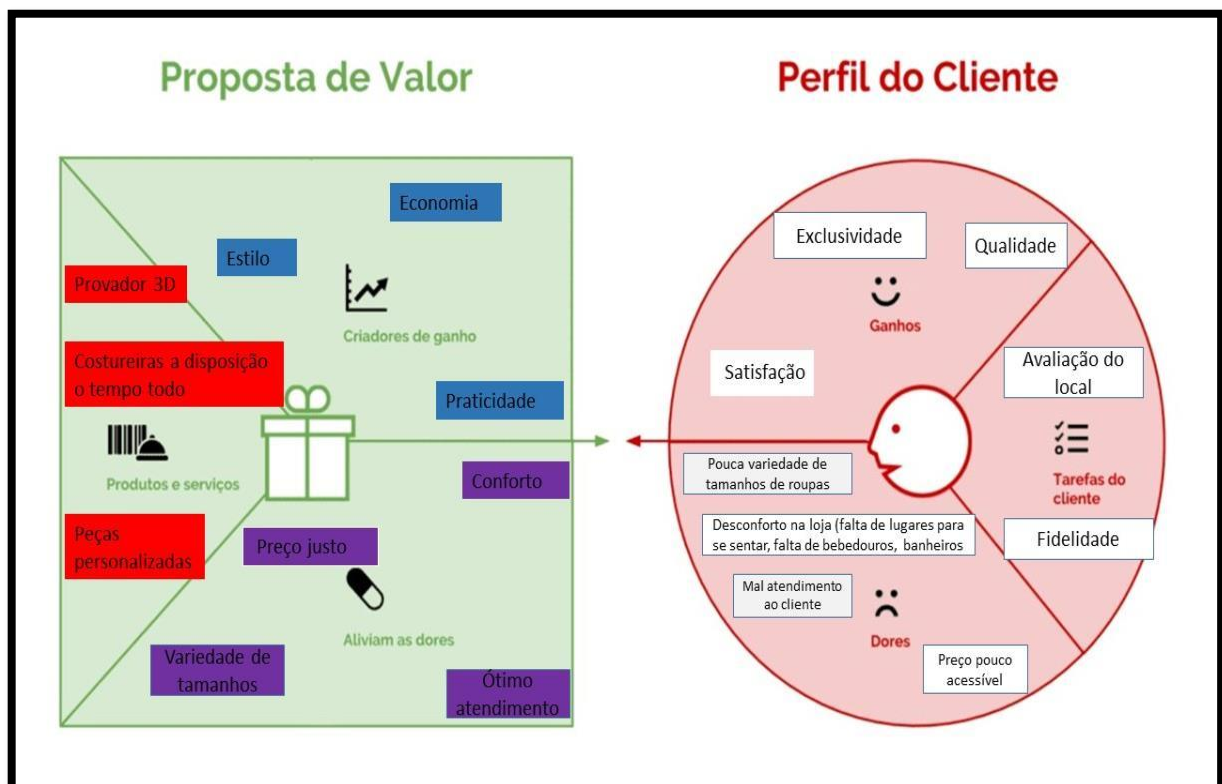 Proposta de Valor
Economia
Estilo
Provador 3D
Criadores de ganho
Costureiras a disposição
o tempo todo
Praticidade
Produtos e serviços
Conforto
Peças
personalizadas
Preço justo
Aliviam as dores
Variedade de
tamanhos
Ótimo
atendimento
Perfil do Cliente
Exclusividade
Qualidade
Ganhos
Satisfação
Avaliação do
local
Tarefas do
cliente
Fidelidade
Pouca variedade de
tamanhos de roupas
Desconforto na loja (falta de lugares para
se sentar, falta de bebedouros, banheiros
Mal atendimento
ao cliente
Dores
Preço pouco
acessível